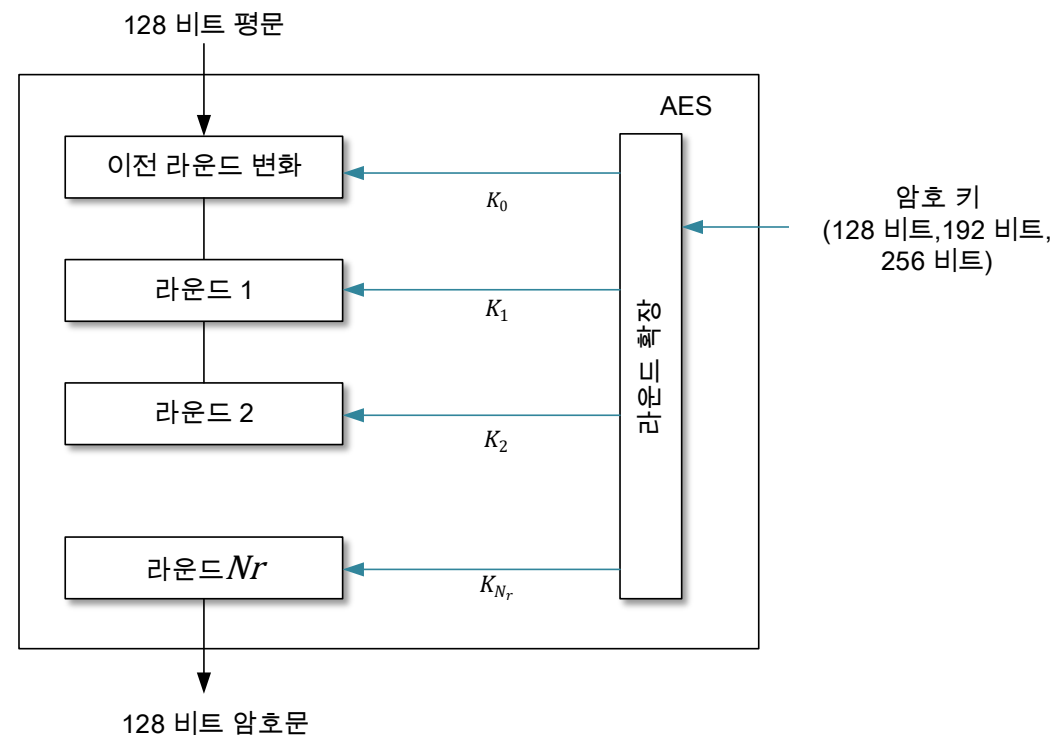 128 비트 평문
AES
이전 라운드 변화
K₀
암호 키
(128 비트,192 비트,
256 비트)
라운드 1
K₁
라운드 확장
라운드 2
K₂
라운드Nr
K_{N_r}
128 비트 암호문